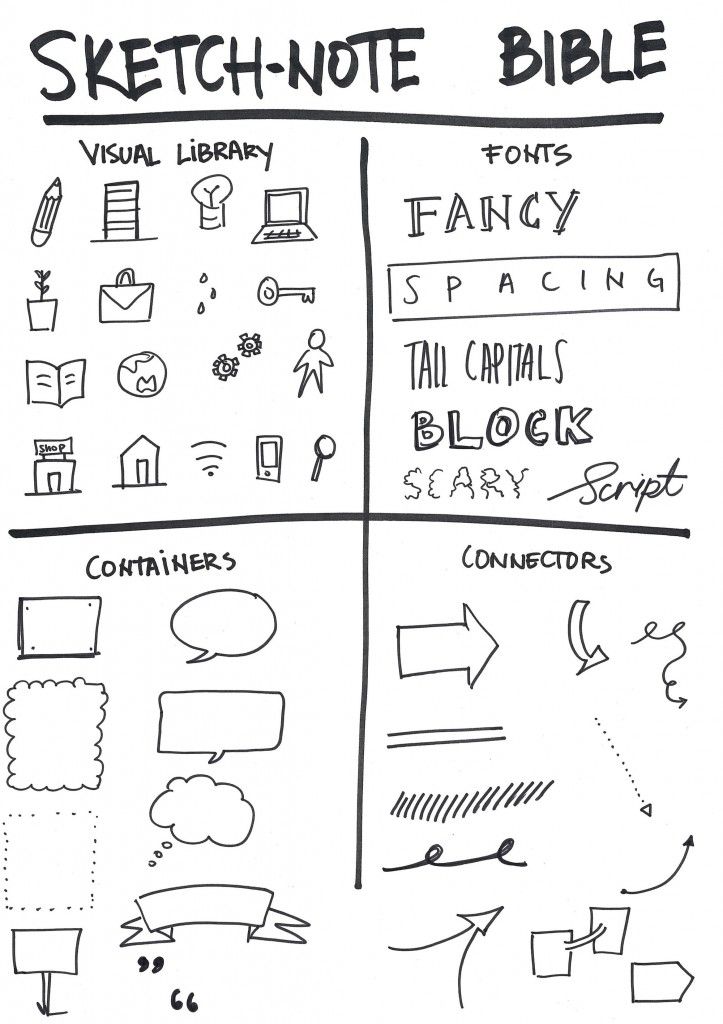 SKETCH-NOTE BIBLE
VISUAL LIBRARY
SHOP
FONTS
FANCY
SPACING
TALL CAPITALS
BLOCK
SCARY Script
CONTAINERS
”
“
CONNECTORS